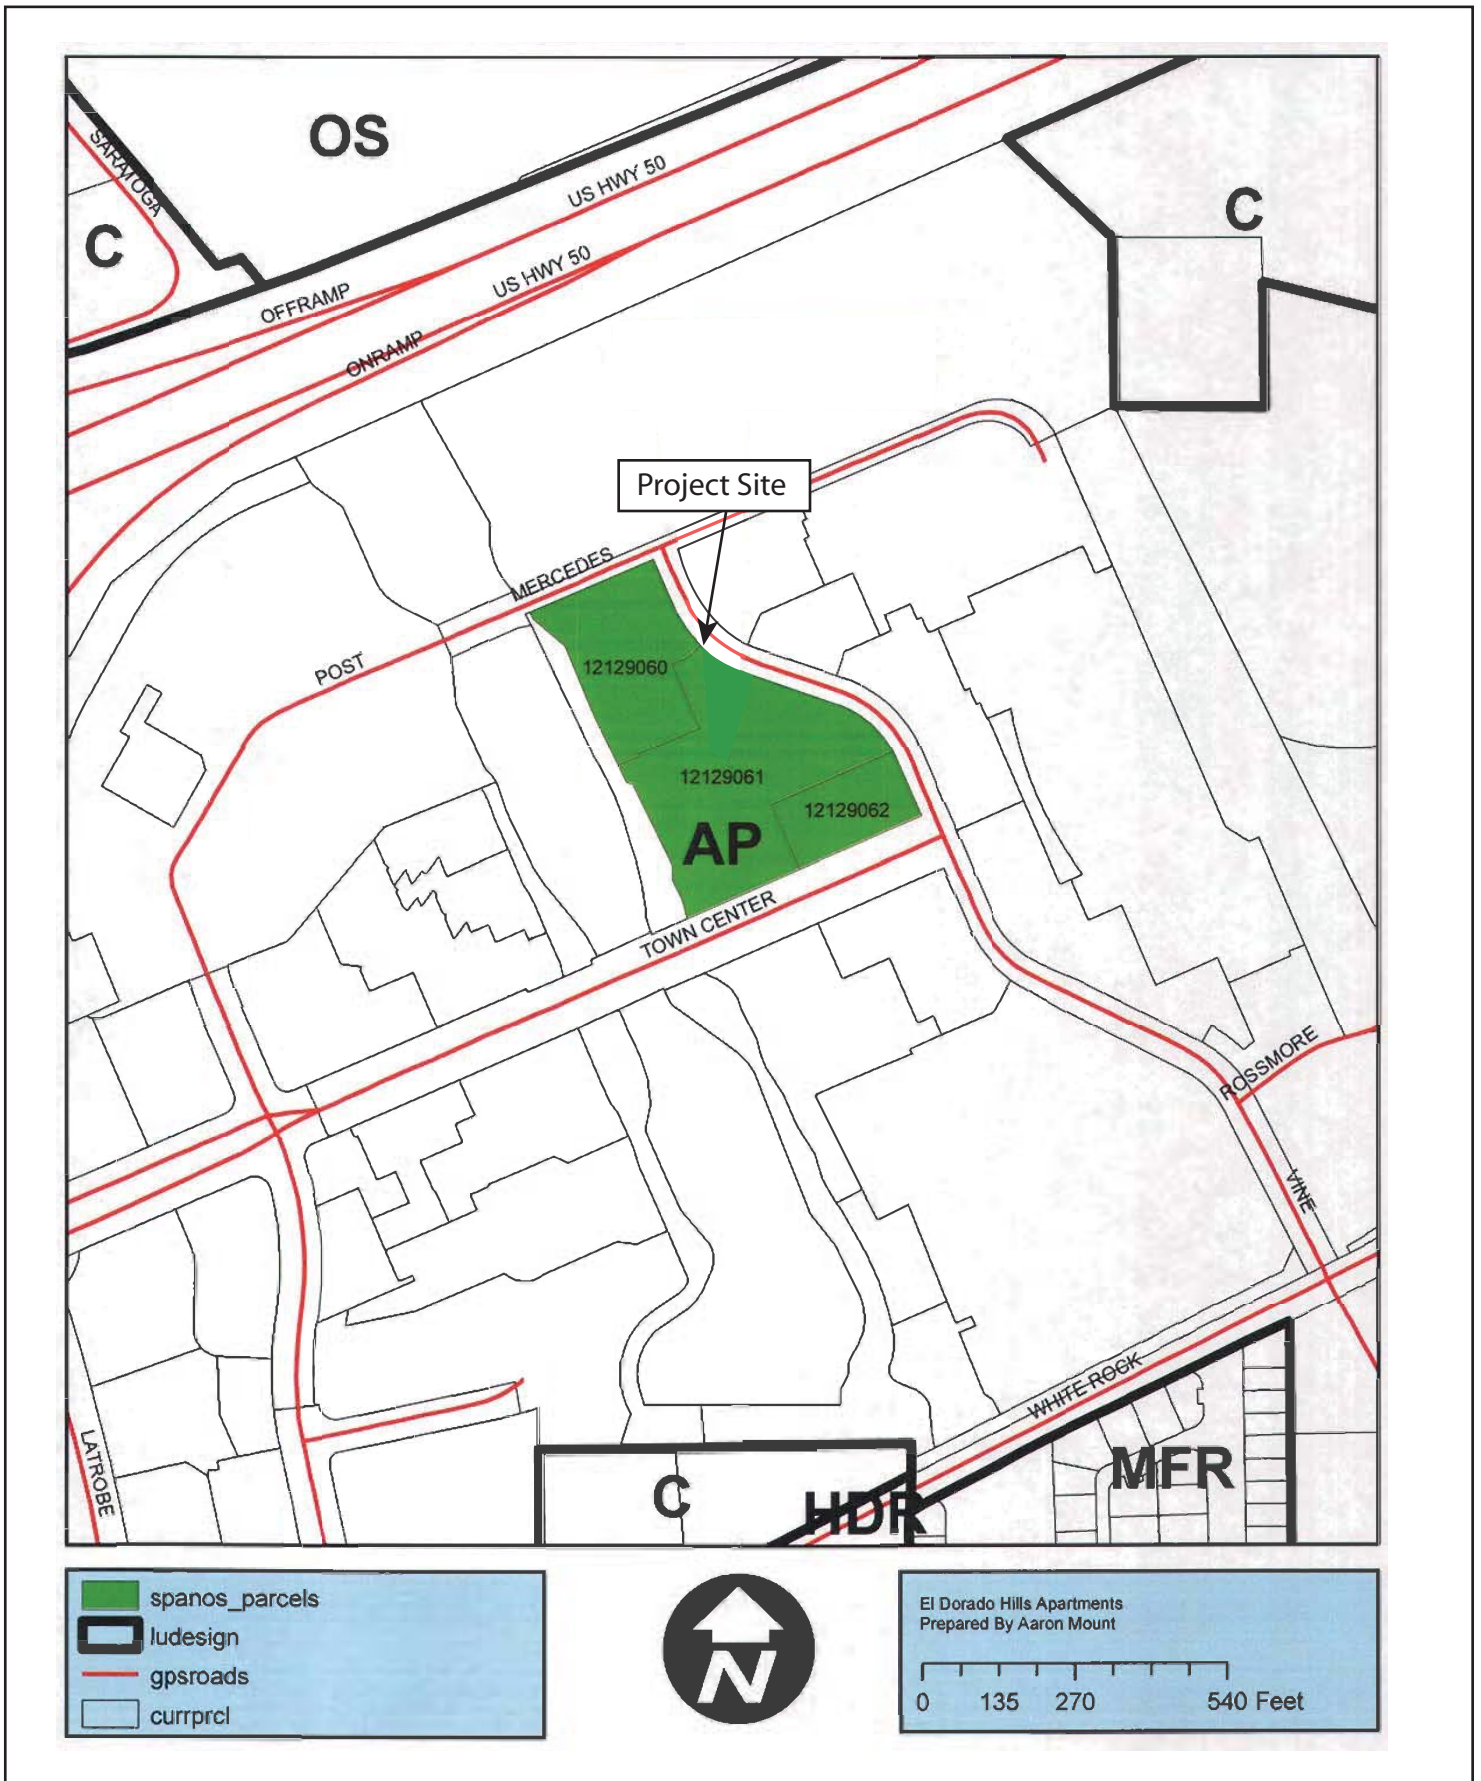 OS
SARATOGA
US HWY 50
C
C
US HWY 50
OFFRAMP
ONRAMP
Project Site
MERCEDES
POST
12129060
12129061
12129062
AP
TOWN CENTER
ROSSMORE
VINE
WHITE ROCK
LATROBE
MFR
C
HDR
spanos_parcels
ludesign
gpsroads
currprcl
N
El Dorado Hills Apartments
Prepared By Aaron Mount
0 135 270 540 Feet